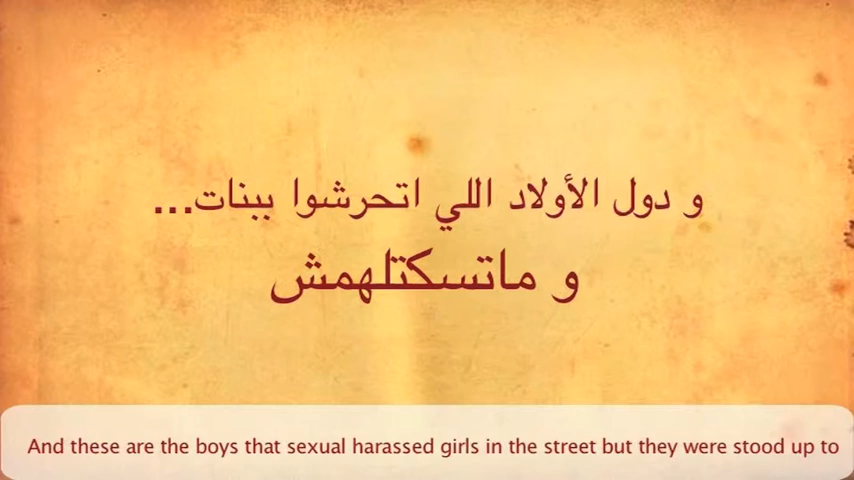 و دول الأولاد اللي اتحرشوا ببنات...
و ماتسكتلهمش
And these are the boys that sexual harassed girls in the street but they were stood up to